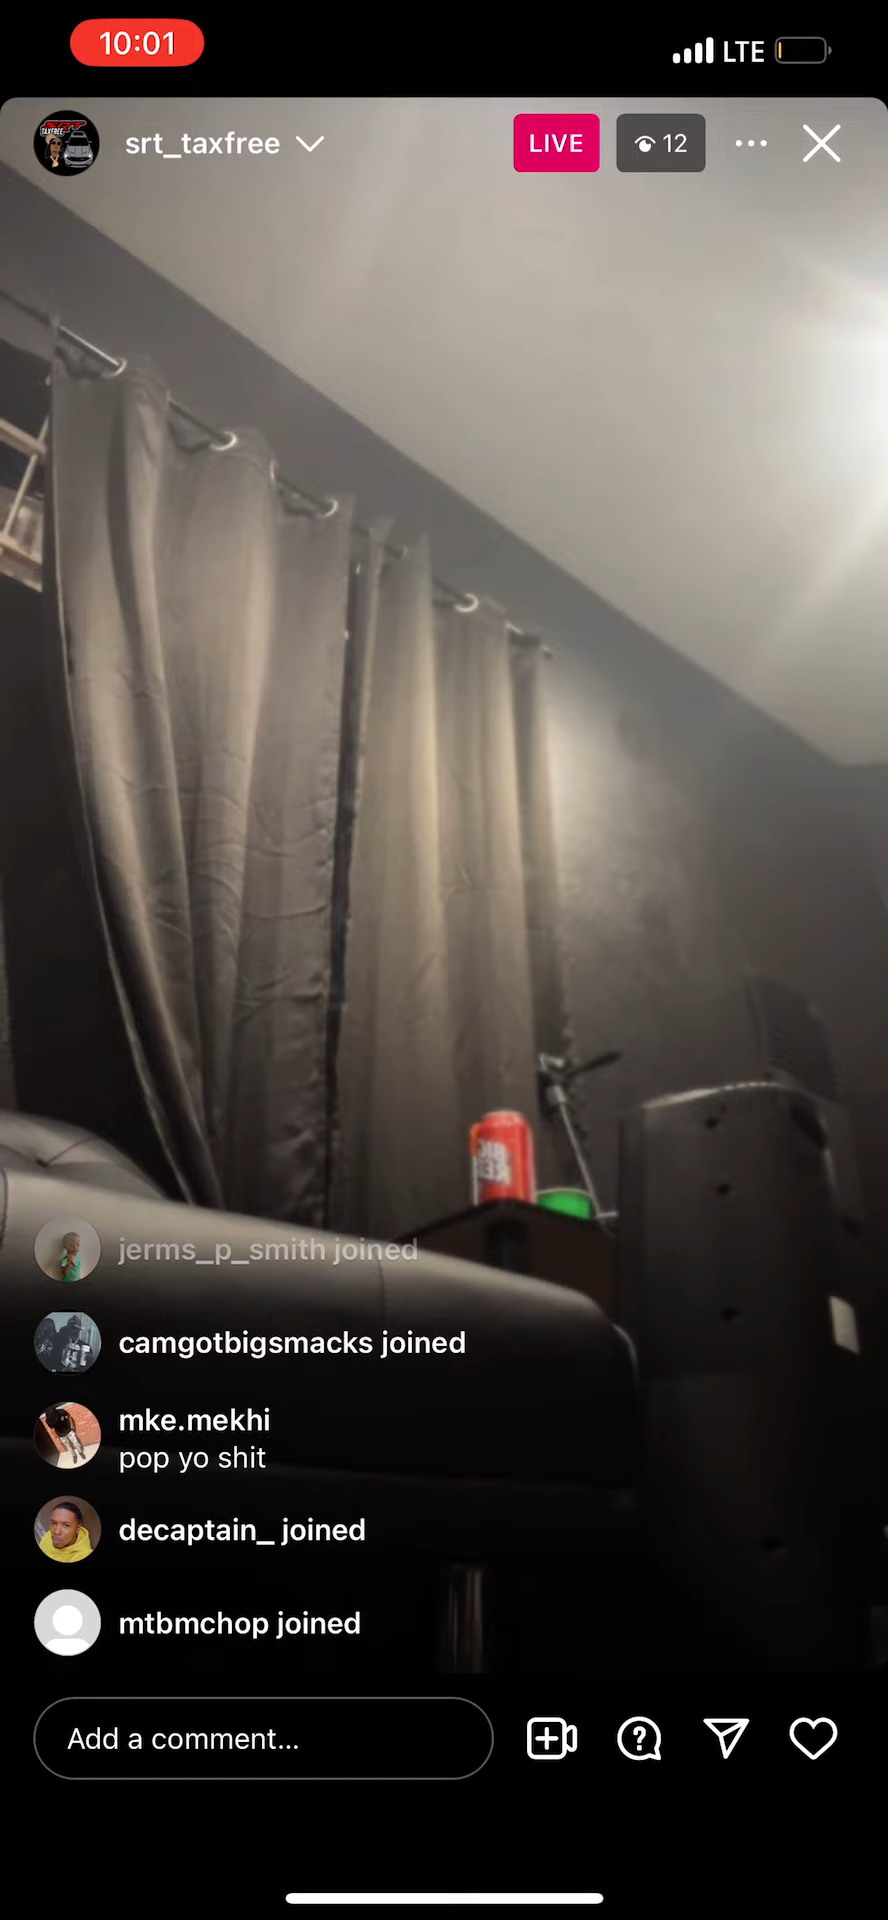 10:01
LTE
srt_taxfree
LIVE
12
jerms_p_smith joined
camgotbigsmacks joined
mke.mekhi
pop yo shit
decaptain_ joined
mtbmchop joined
Add a comment...